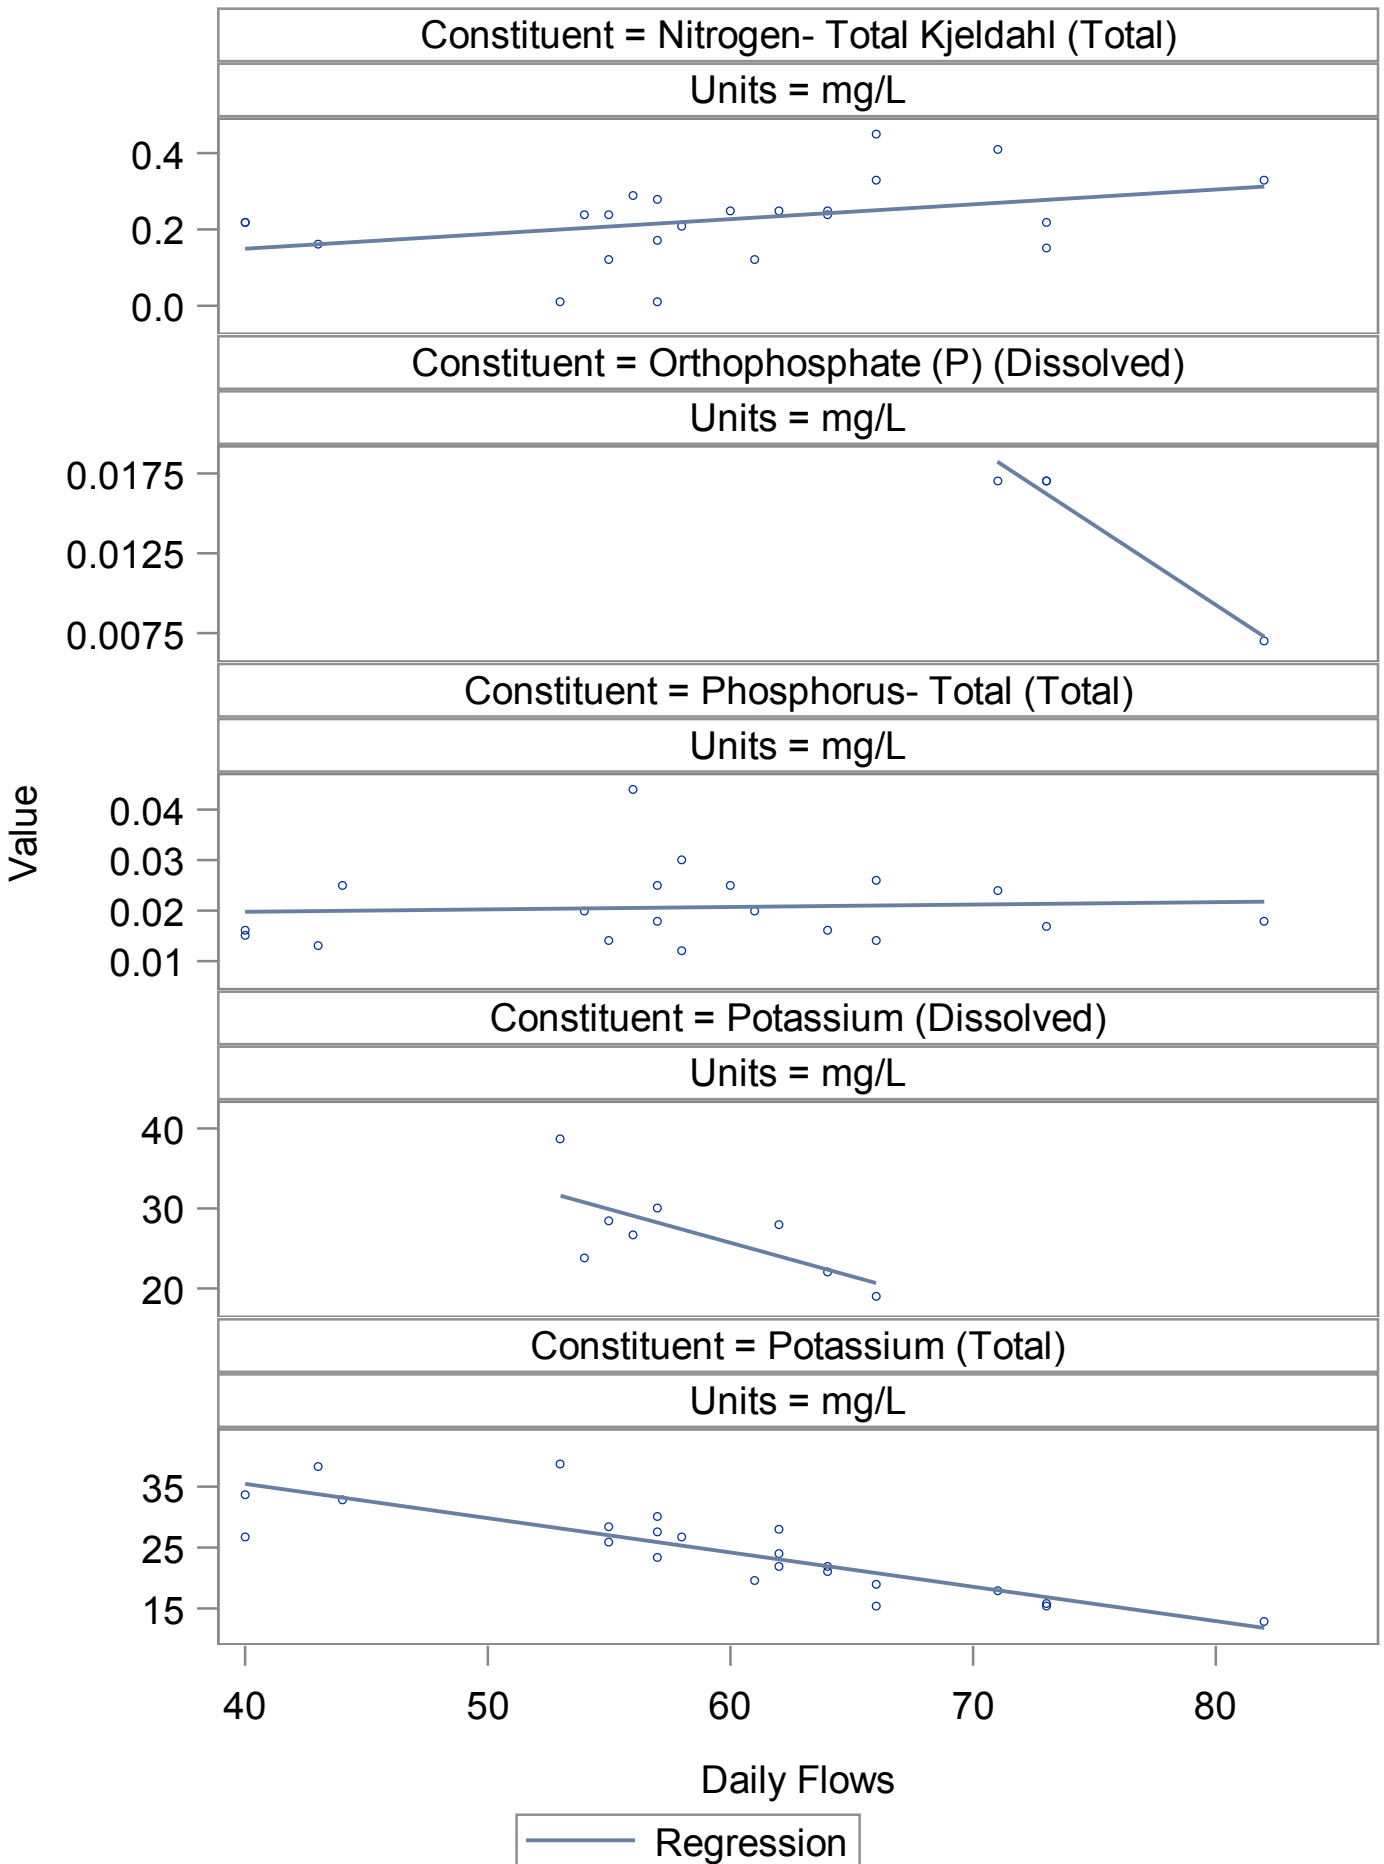 Constituent = Nitrogen- Total Kjeldahl (Total)
Units = mg/L
0.4
0.2
0.0
Constituent = Orthophosphate (P) (Dissolved)
Units = mg/L
0.0175
0.0125
0.0075
Constituent = Phosphorus- Total (Total)
Units = mg/L
Value
0.04
0.03
0.02
0.01
Constituent = Potassium (Dissolved)
Units = mg/L
40
30
20
Constituent = Potassium (Total)
Units = mg/L
35
25
15
40 50 60 70 80
Daily Flows
Regression